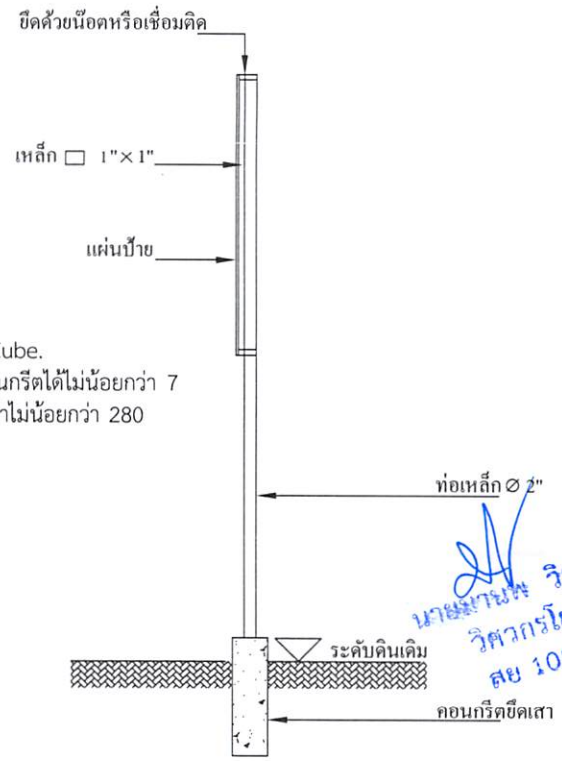 ยึดด้วยน๊อตหรือเชื่อมติด
เหล็ก 1"×1"
แผ่นป้าย
ube.
นกรีตได้ไม่น้อยกว่า 7
าไม่น้อยกว่า 280
ท่อเหล็ก Ø 2"
ระดับดินเดิม
คอนกรีตยึดเสา